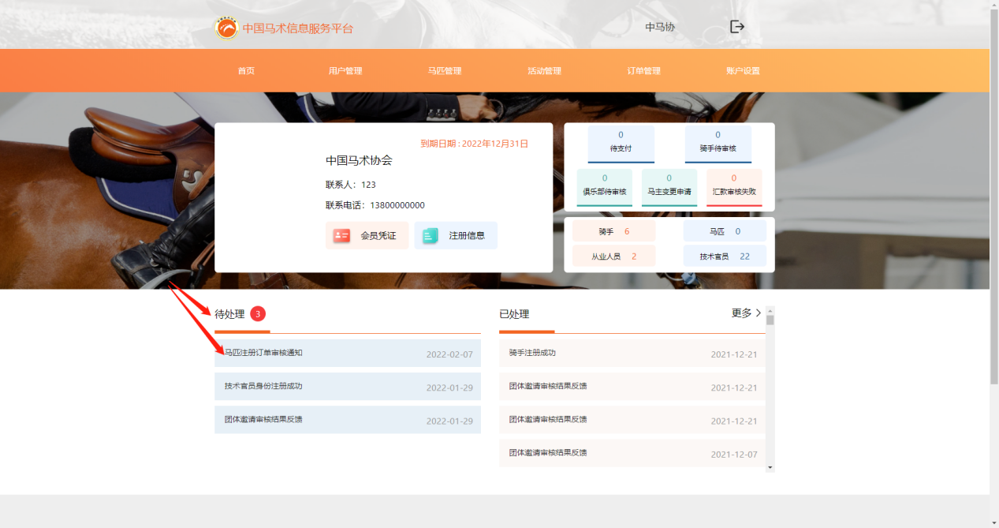 中国马术信息服务平台
中马协
首页 用户管理 马匹管理 活动管理 订单管理 账户设置
到期日期 : 2022年12月31日
中国马术协会
联系人：123
联系电话：13800000000
会员凭证 注册信息
0 0
待支付 骑手待审核
0 0 0
俱乐部待审核 马主变更申请 汇款审核失败
骑手 6 马匹 0
从业人员 2 技术官员 22
待处理 3
马匹注册订单审核通知 2022-02-07
技术官员身份注册成功 2022-01-29
团体邀请审核结果反馈 2022-01-29
已处理 更多
骑手注册成功 2021-12-21
团体邀请审核结果反馈 2021-12-21
团体邀请审核结果反馈 2021-12-21
团体邀请审核结果反馈 2021-12-07